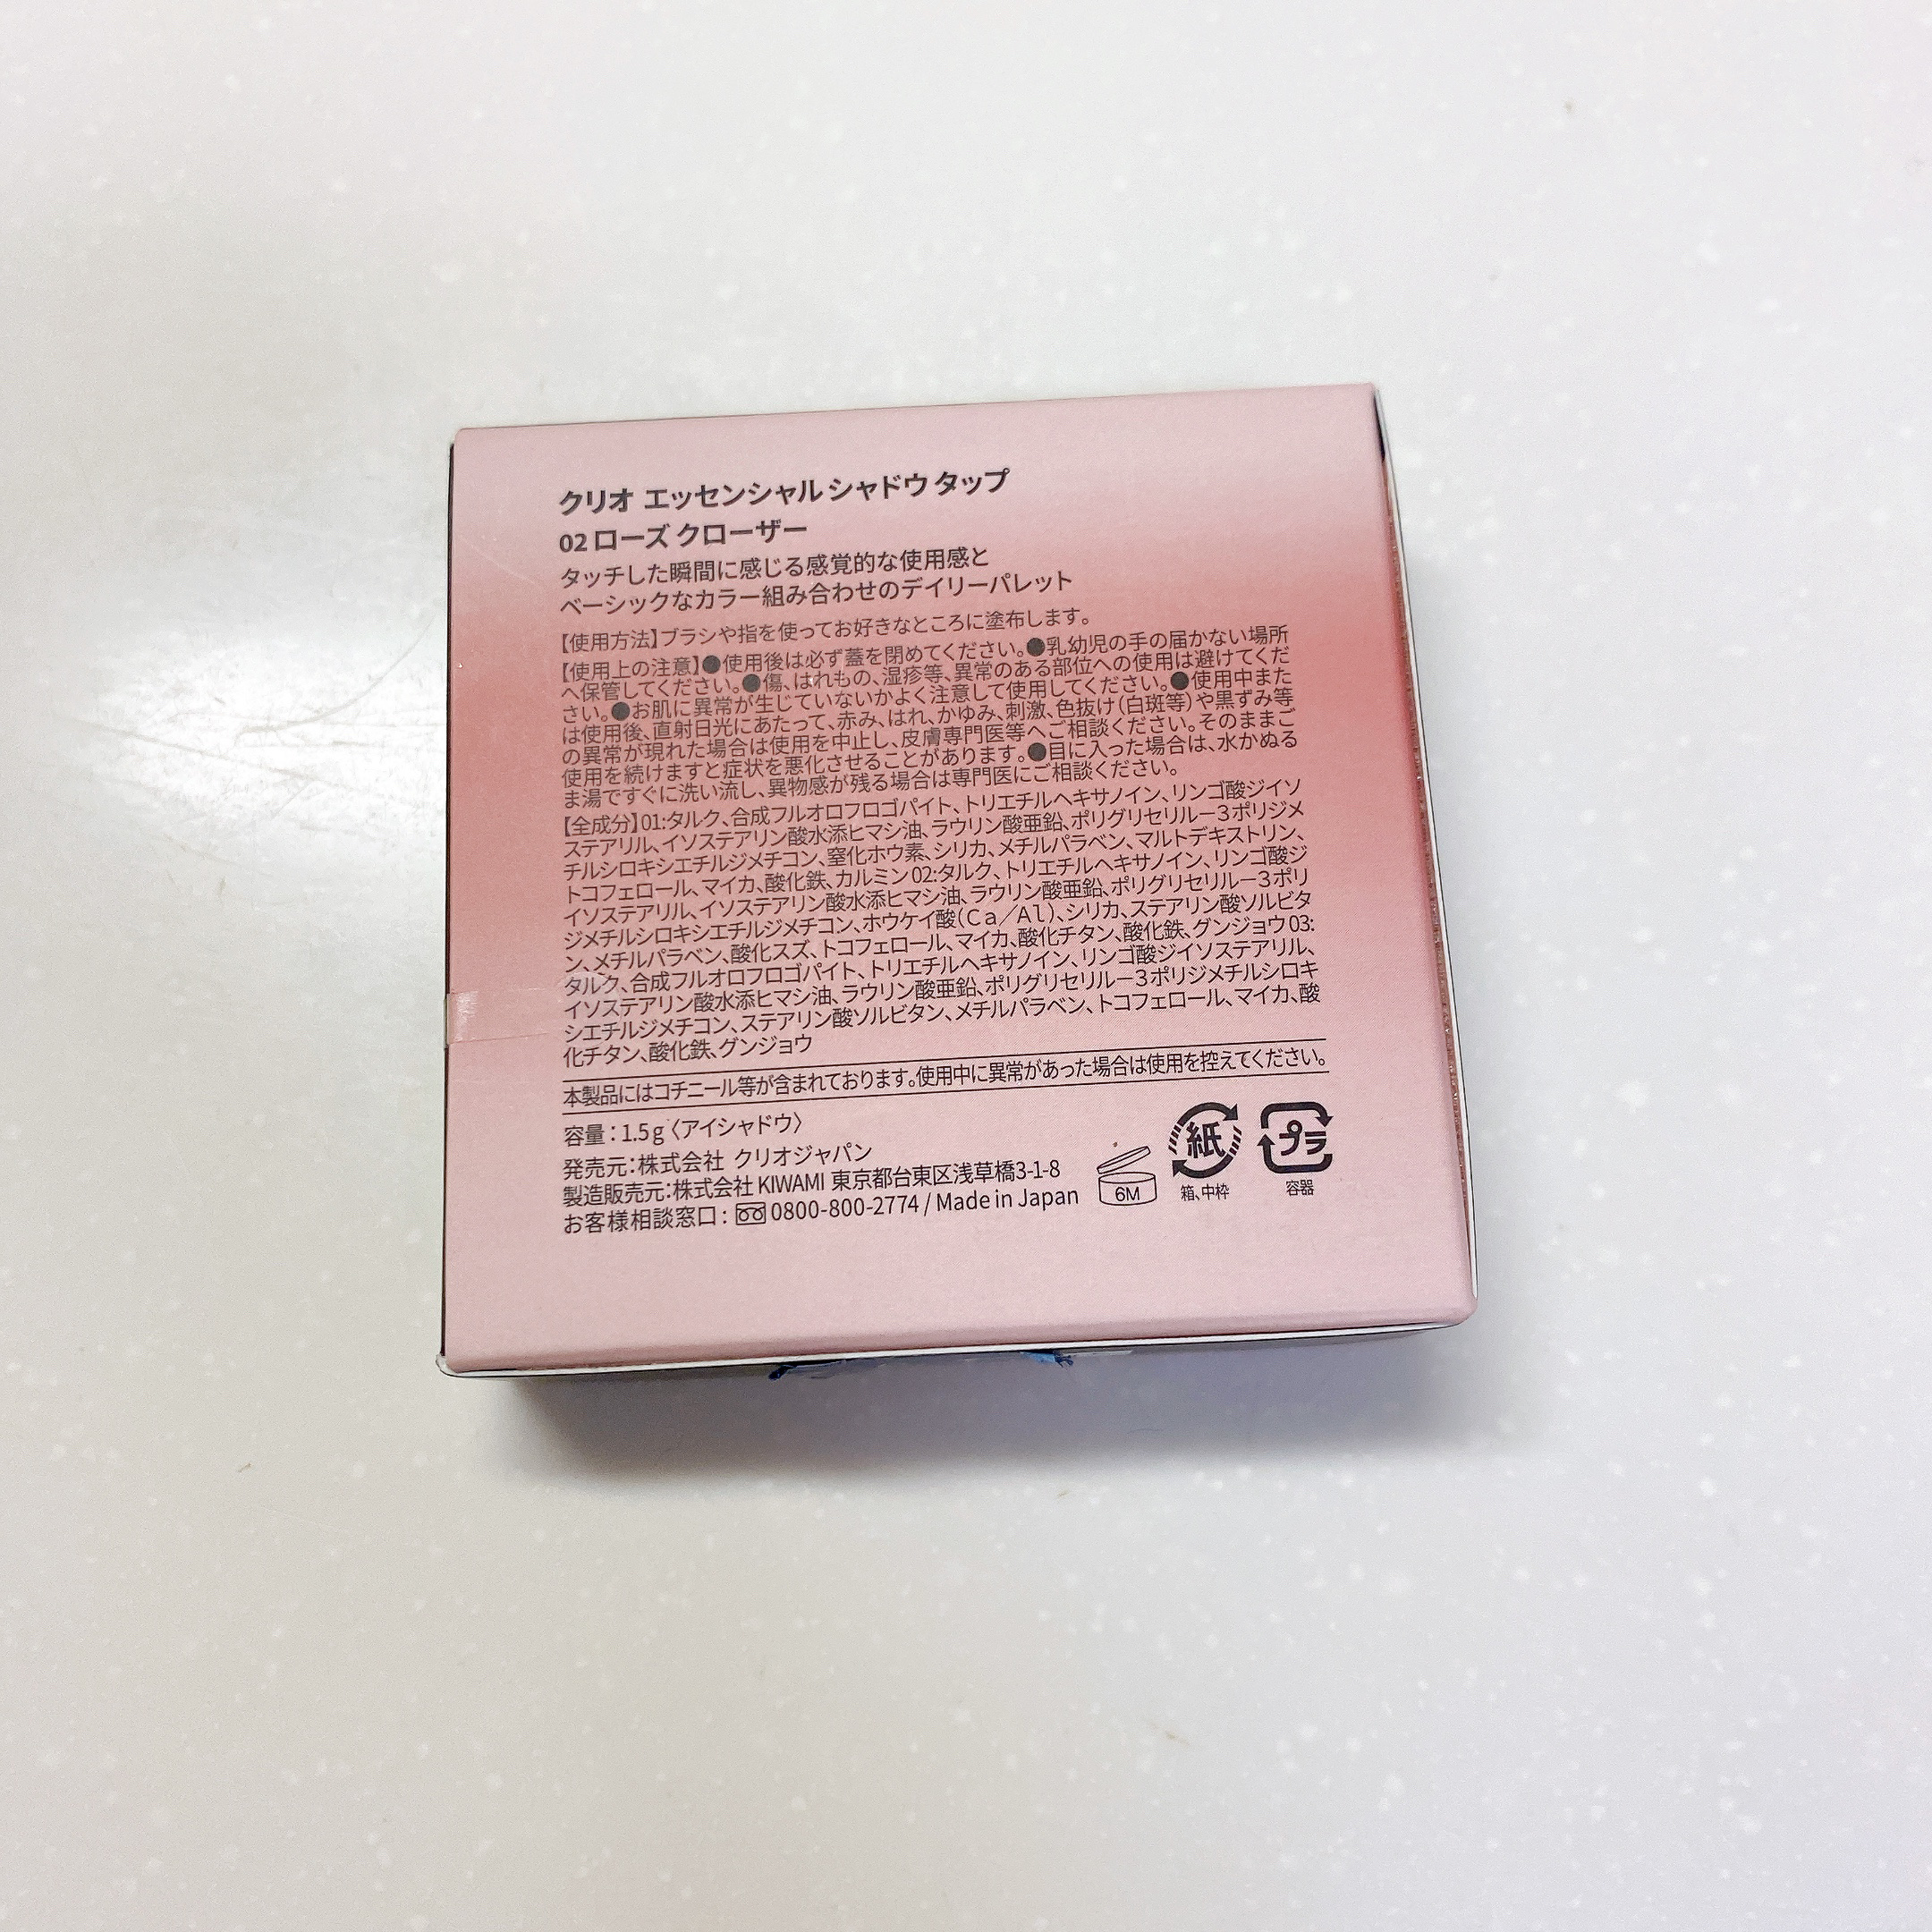 クリオ エッセンシャル シャドウ タップ
02 ローズ クローザー
タッチした瞬間に感じる感覚的な使用感と
ベーシックなカラー組み合わせのデイリーパレット
【使用方法】ブラシや指を使ってお好きなところに塗布します。
【使用上の注意】●使用後は必ず蓋を閉めてください。●乳幼児の手の届かない場所
へ保管してください。●傷、はれもの、湿疹等、異常のある部位への使用は避けてくだ
さい。●お肌に異常が生じていないかよく注意して使用してください。●使用中また
は使用後、直射日光にあたって、赤み、はれ、かゆみ、刺激、色抜け(白斑等)や黒ずみ等
の異常が現れた場合は使用を中止し、皮膚専門医等へご相談ください。そのままご
使用を続けますと症状を悪化させることがあります。●目に入った場合は、水かぬる
ま湯ですぐに洗い流し、異物感が残る場合は専門医にご相談ください。
【全成分】01:タルク、合成フルオロフロゴパイト、トリエチルヘキサノイン、リンゴ酸ジイソ
ステアリル、イソステアリン酸水添ヒマシ油、ラウリン酸亜鉛、ポリグリセリルー3ポリジメ
チルシロキシエチルジメチコン、窒化ホウ素、シリカ、メチルパラベン、マルトデキストリン、
トコフェロール、マイカ、酸化鉄、カルミン 02:タルク、トリエチルヘキサノイン、リンゴ酸ジ
イソステアリル、イソステアリン酸水添ヒマシ油、ラウリン酸亜鉛、ポリグリセリルー3ポリ
ジメチルシロキシエチルジメチコン、ホウケイ酸(Ca/Al)、シリカ、ステアリン酸ソルビタ
ン、メチルパラベン、酸化スズ、トコフェロール、マイカ、酸化チタン、酸化鉄、グンジョウ 03:
タルク、合成フルオロフロゴパイト、トリエチルヘキサノイン、リンゴ酸ジイソステアリル、
イソステアリン酸水添ヒマシ油、ラウリン酸亜鉛、ポリグリセリルー3ポリジメチルシロキ
シエチルジメチコン、ステアリン酸ソルビタン、メチルパラベン、トコフェロール、マイカ、酸
化チタン、酸化鉄、グンジョウ
本製品にはコチニール等が含まれております。使用中に異常があった場合は使用を控えてください。
容量：1.5g〈アイシャドウ〉
発売元：株式会社 クリオジャパン
製造販売元：株式会社 KIWAMI 東京都台東区浅草橋3-1-8
お客様相談窓口：0800-800-2774 / Made in Japan
6M
紙
箱、中枠
プラ
容器